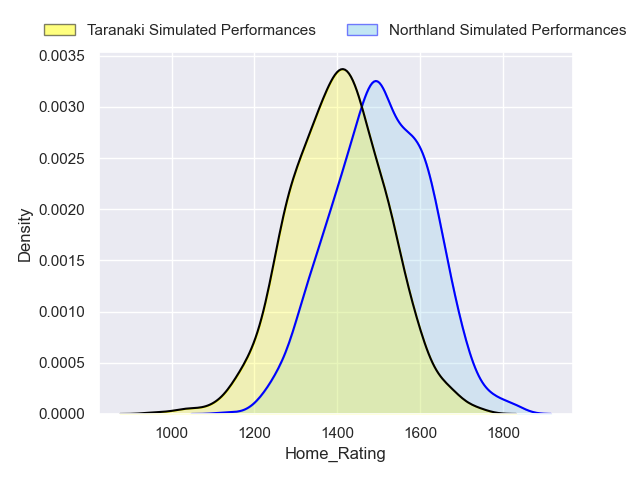 Taranaki Simulated Performances Northland Simulated Performances
0.0035
0.0030
0.0025
0.0020
0.0015
0.0010
0.0005
0.0000
Density
1000 1200 1400 1600 1800
Home_Rating